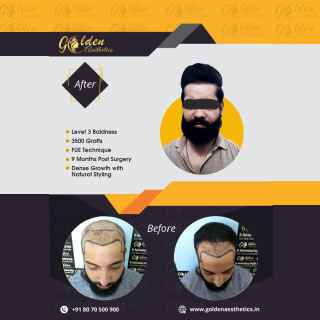 Golden
Aesthetics
After
Level 3 Baldness
3500 Grafts
FUE Technique
9 Months Post Surgery
Dense Growth with
Natural Styling
Before
+91 80 70 500 900
www.goldenaesthetics.in